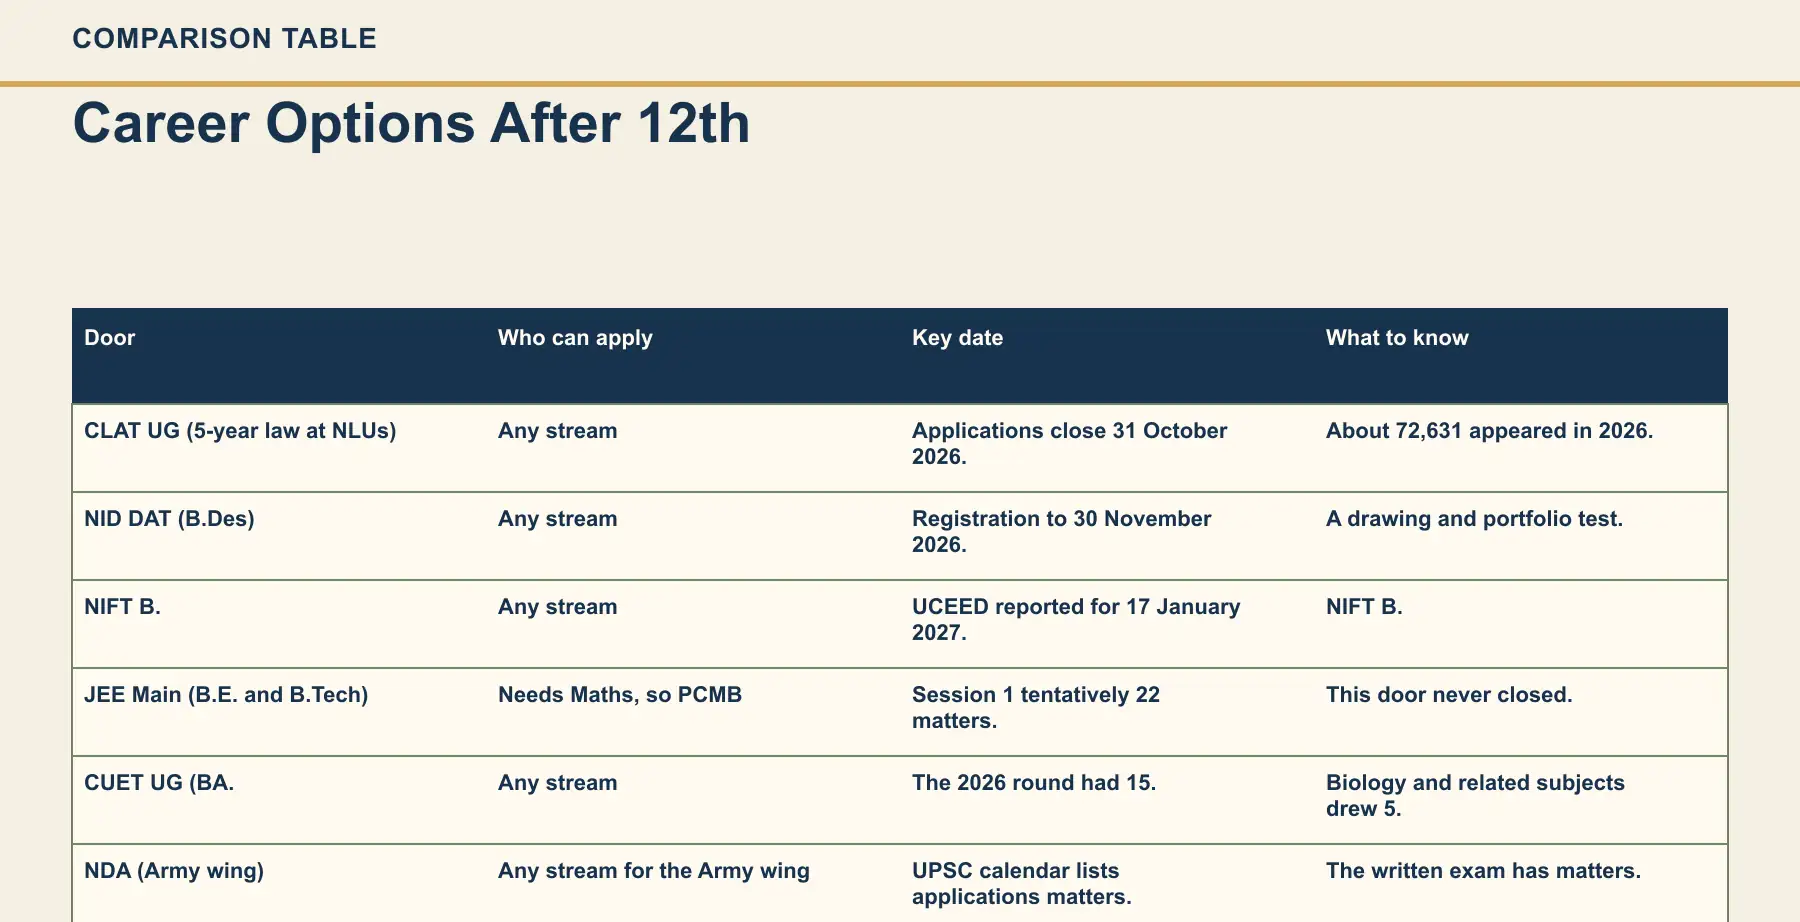 COMPARISON TABLE
Career Options After 12th
Door
Who can apply
Key date
What to know
CLAT UG (5-year law at NLUs)
Any stream
Applications close 31 October
2026.
About 72,631 appeared in 2026.
NID DAT (B.Des)
Any stream
Registration to 30 November
2026.
A drawing and portfolio test.
NIFT B.
Any stream
UCEED reported for 17 January
2027.
NIFT B.
JEE Main (B.E. and B.Tech)
Needs Maths, so PCMB
Session 1 tentatively 22
matters.
This door never closed.
CUET UG (BA.
Any stream
The 2026 round had 15.
Biology and related subjects
drew 5.
NDA (Army wing)
Any stream for the Army wing
UPSC calendar lists
applications matters.
The written exam has matters.